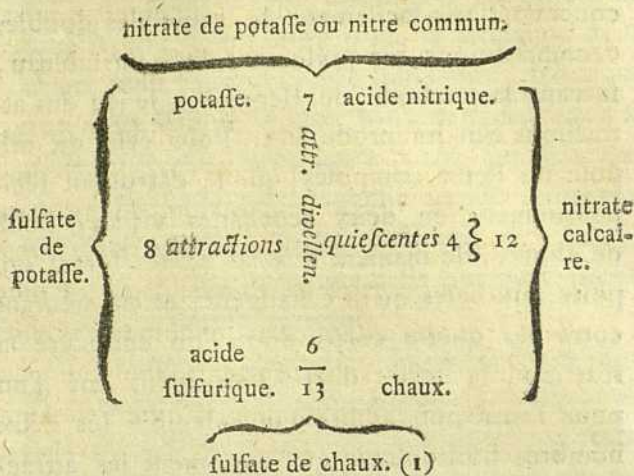 nitrate de potaſſe ou nitre commun.
potaſſe. 7 acide nitrique.
attr. divellen.
ſulfate
de
potaſſe.
8 attractions quieſcentes 4 } 12
nitrate
calcai-
re.
acide
ſulfurique.
6
13
chaux.
ſulfate de chaux. (1)